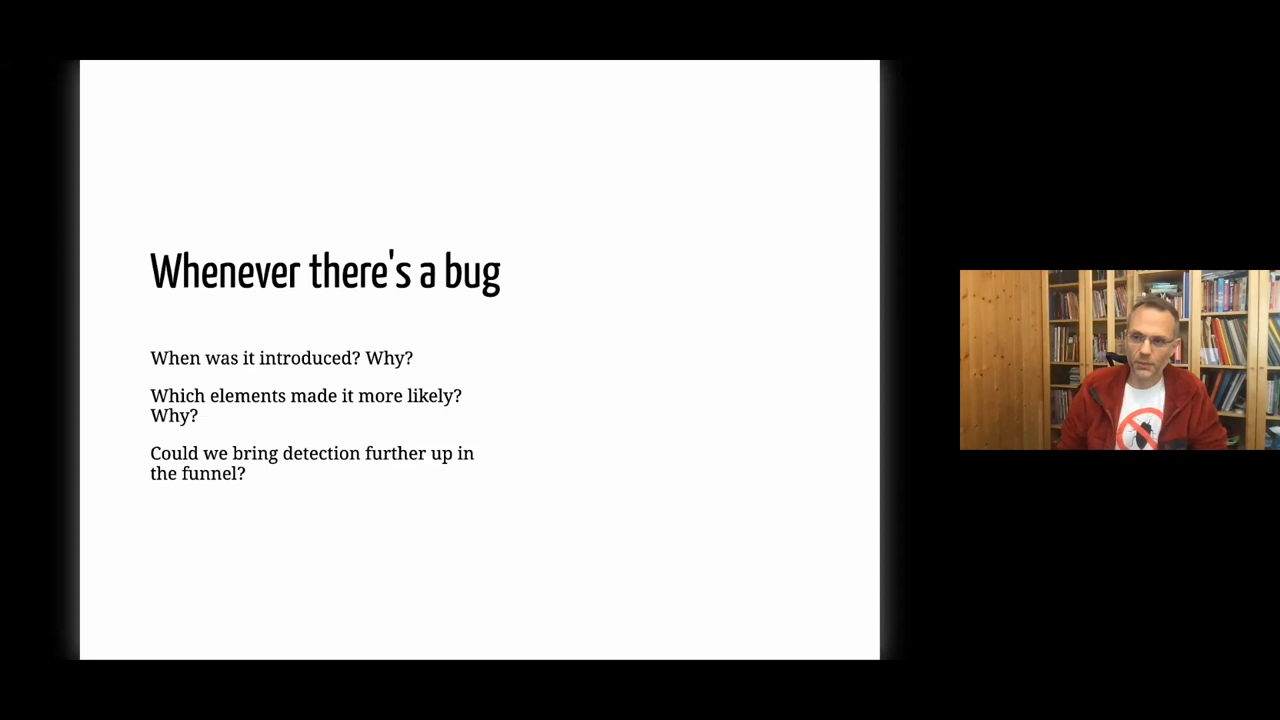 Whenever there's a bug
When was it introduced? Why?
Which elements made it more likely?
Why?
Could we bring detection further up in
the funnel?